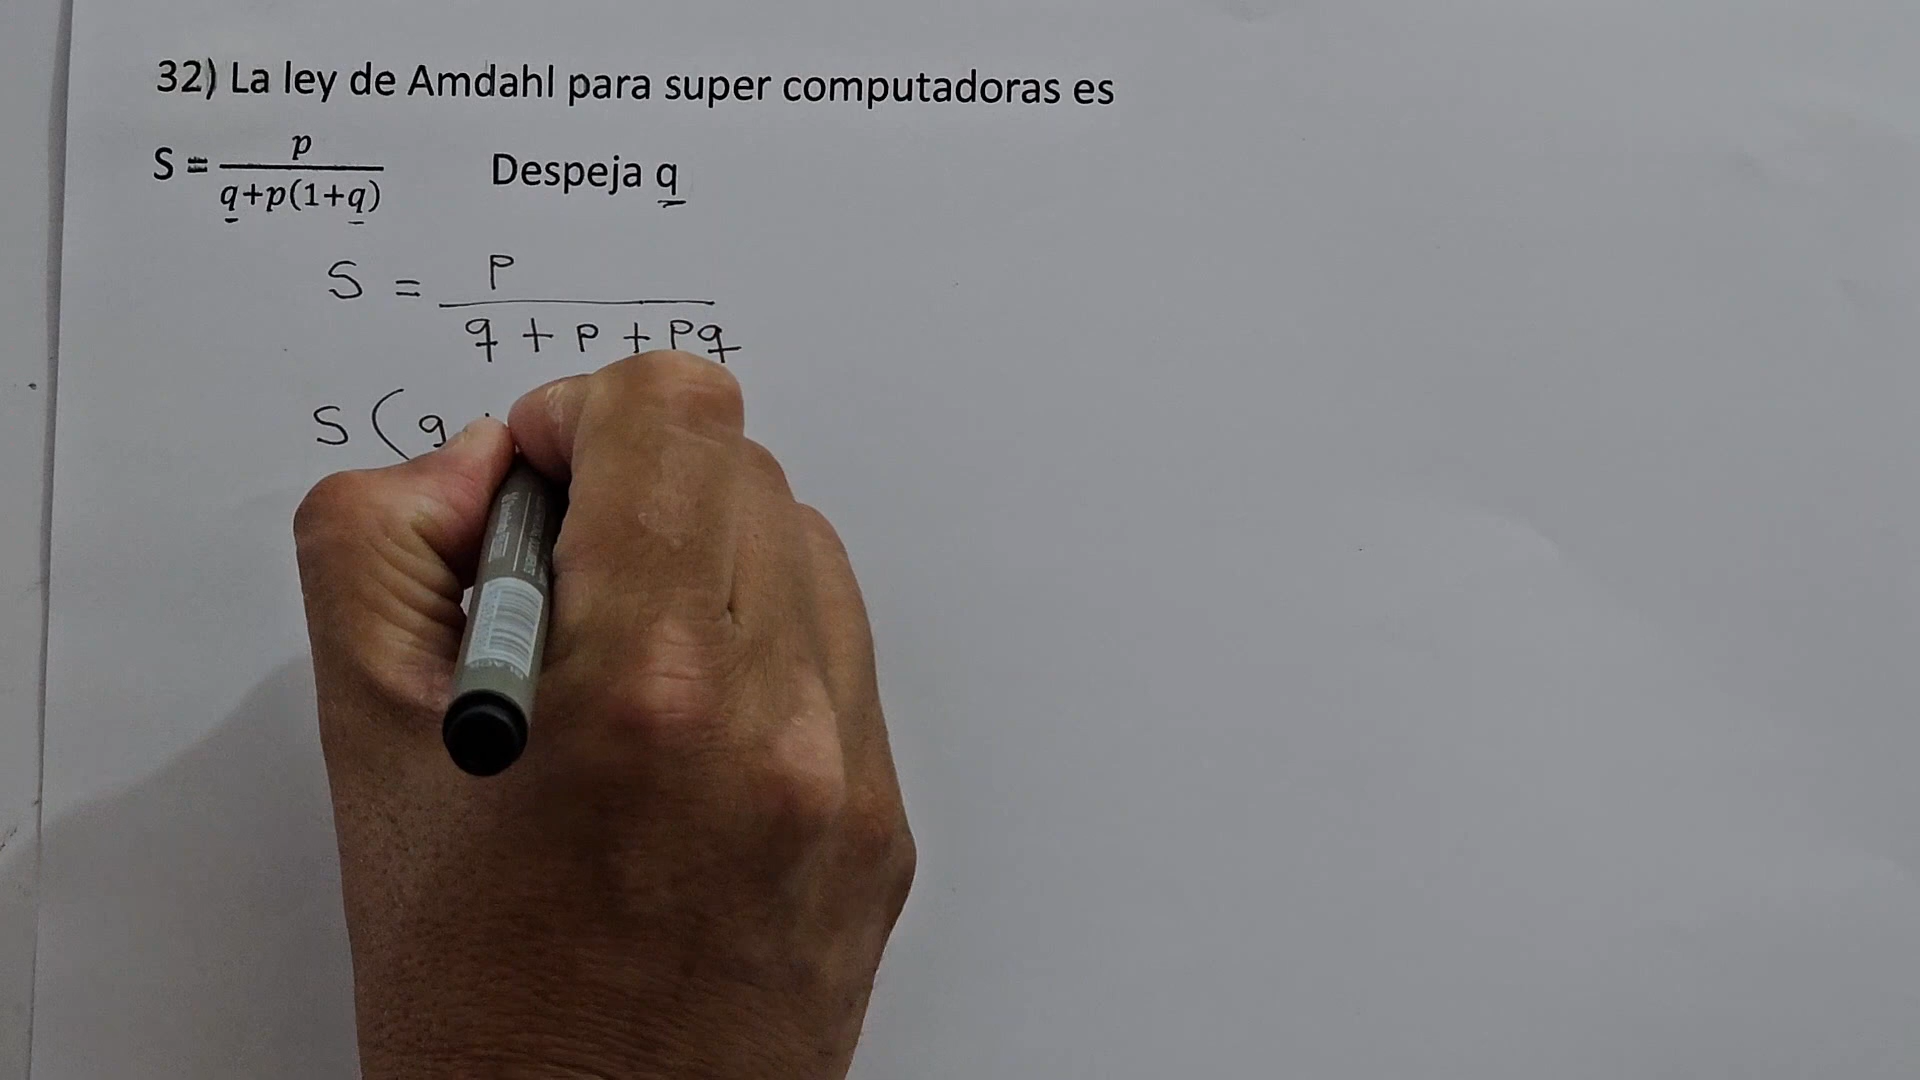 32) La ley de Amdahl para super computadoras es
S = p / q+p(1+q) Despeja q
S = P / q + P + Pq
S (q